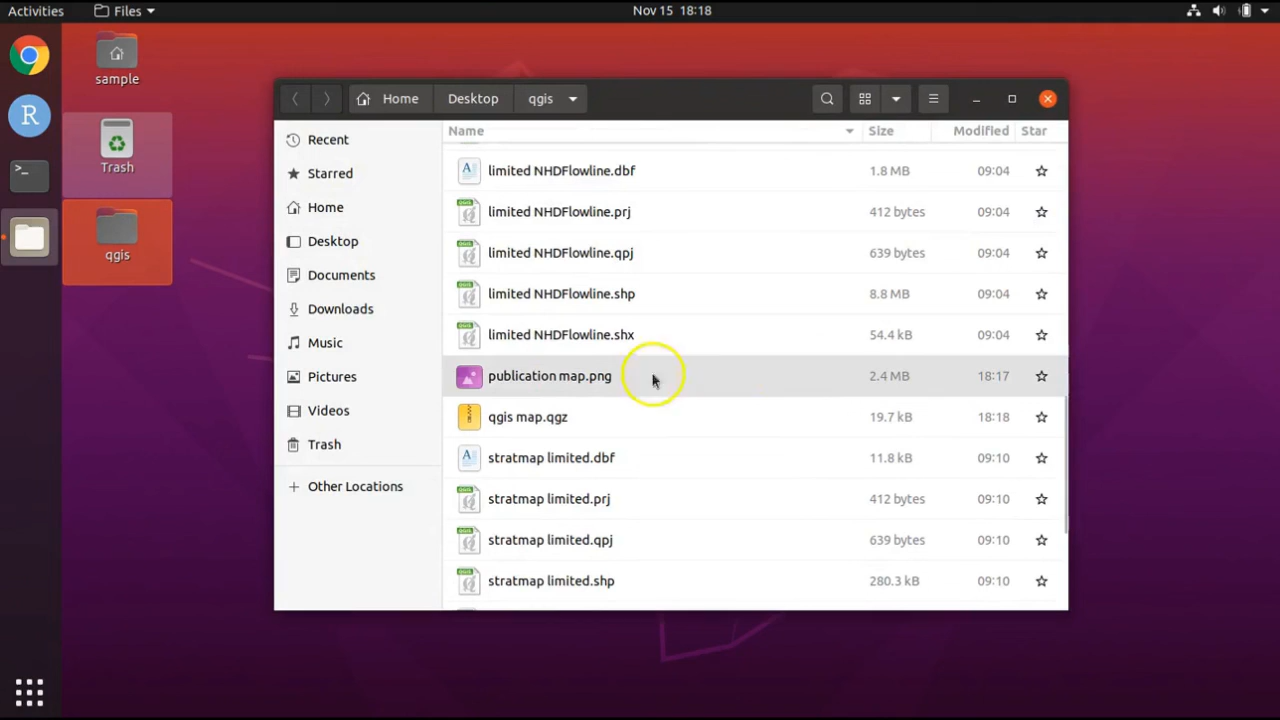 Activities Files Nov 15 18:18
sample
Trash
qgis
Home Desktop qgis
Recent
Starred
Home
Desktop
Documents
Downloads
Music
Pictures
Videos
Trash
+ Other Locations
Name Size Modified Star
limited NHDFlowline.dbf 1.8 MB 09:04
limited NHDFlowline.prj 412 bytes 09:04
limited NHDFlowline.qpj 639 bytes 09:04
limited NHDFlowline.shp 8.8 MB 09:04
limited NHDFlowline.shx 54.4 kB 09:04
publication map.png 2.4 MB 18:17
qgis map.qgz 19.7 kB 18:18
stratmap limited.dbf 11.8 kB 09:10
stratmap limited.prj 412 bytes 09:10
stratmap limited.qpj 639 bytes 09:10
stratmap limited.shp 280.3 kB 09:10